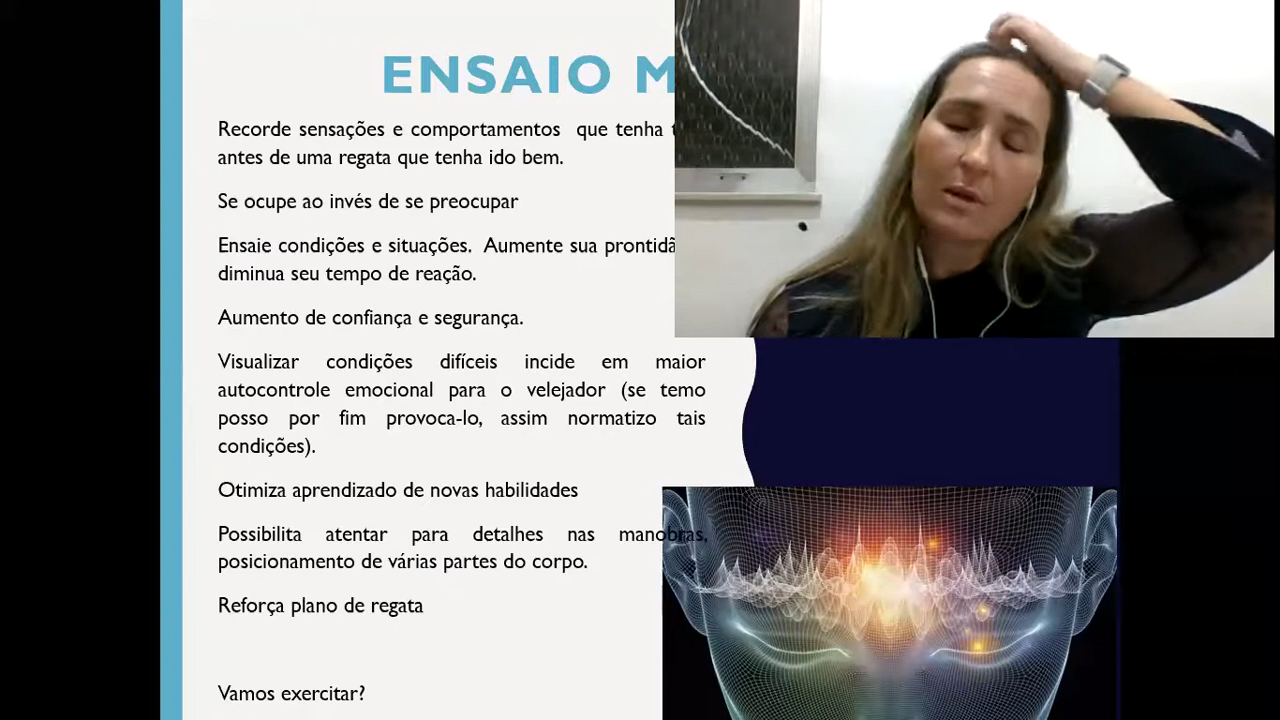 ENSAIO
Recorde sensações e comportamentos que tenha
antes de uma regata que tenha ido bem.
Se ocupe ao invés de se preocupar
Ensaie condições e situações. Aumente sua
diminua seu tempo de reação.
Aumento de confiança e segurança.
Visualizar condições difíceis incide em maior
autocontrole emocional para o velejador (se temo
posso por fim provoca-lo, assim normatizo tais
condições).
Otimiza aprendizado de novas habilidades
Possibilita atentar para detalhes nas manobras,
posicionamento de várias partes do corpo.
Reforça plano de regata
Vamos exercitar?